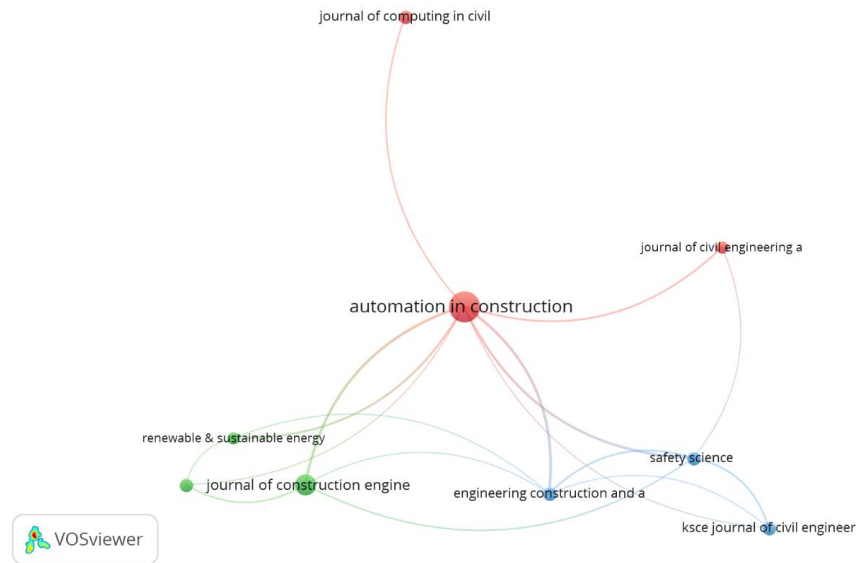 journal of computing in civil
journal of civil engineering a
automation in construction
renewable & sustainable energy
safety science
journal of construction engine
engineering construction and a
ksce journal of civil engineer
VOSviewer